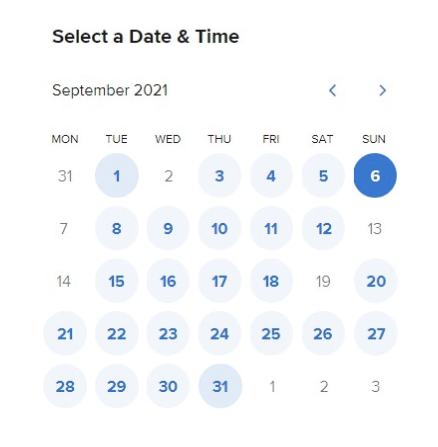 Select a Date & Time
September 2021
MON TUE WED THU FRI SAT SUN
31 1 2 3 4 5 6
7 8 9 10 11 12 13
14 15 16 17 18 19 20
21 22 23 24 25 26 27
28 29 30 31 1 2 3